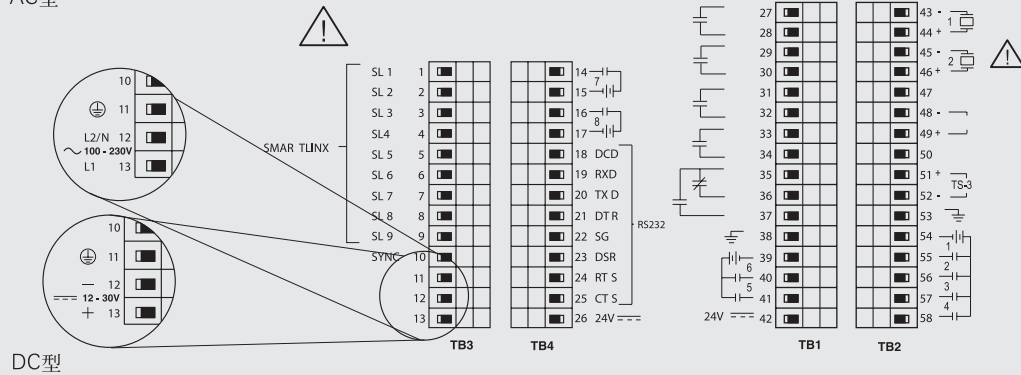 AC型
10
11
L2/N 12
100 - 230V
L1 13
10
11
- 12
12 - 30V
+ 13
DC型
SMAR TLINX
SL 1 1
SL 2 2
SL 3 3
SL4 4
SL 5 5
SL 6 6
SL 7 7
SL 8 8
SL 9 9
SYNC 10
11
12
13
TB3
14
7
15
16
8
17
18 DCD
19 RXD
20 TX D
21 DT R
22 SG
23 DSR
24 RT S
25 CT S
26 24V
RS232
TB4
27
28
29
30
31
32
33
34
35
36
37
38
39
6
40
5
41
24V 42
TB1
43 -
1
44 +
45 -
2
46 +
47
48 -
49 +
50
51 +
TS-3
52 -
53
54
1
55
2
56
3
57
4
58
TB2